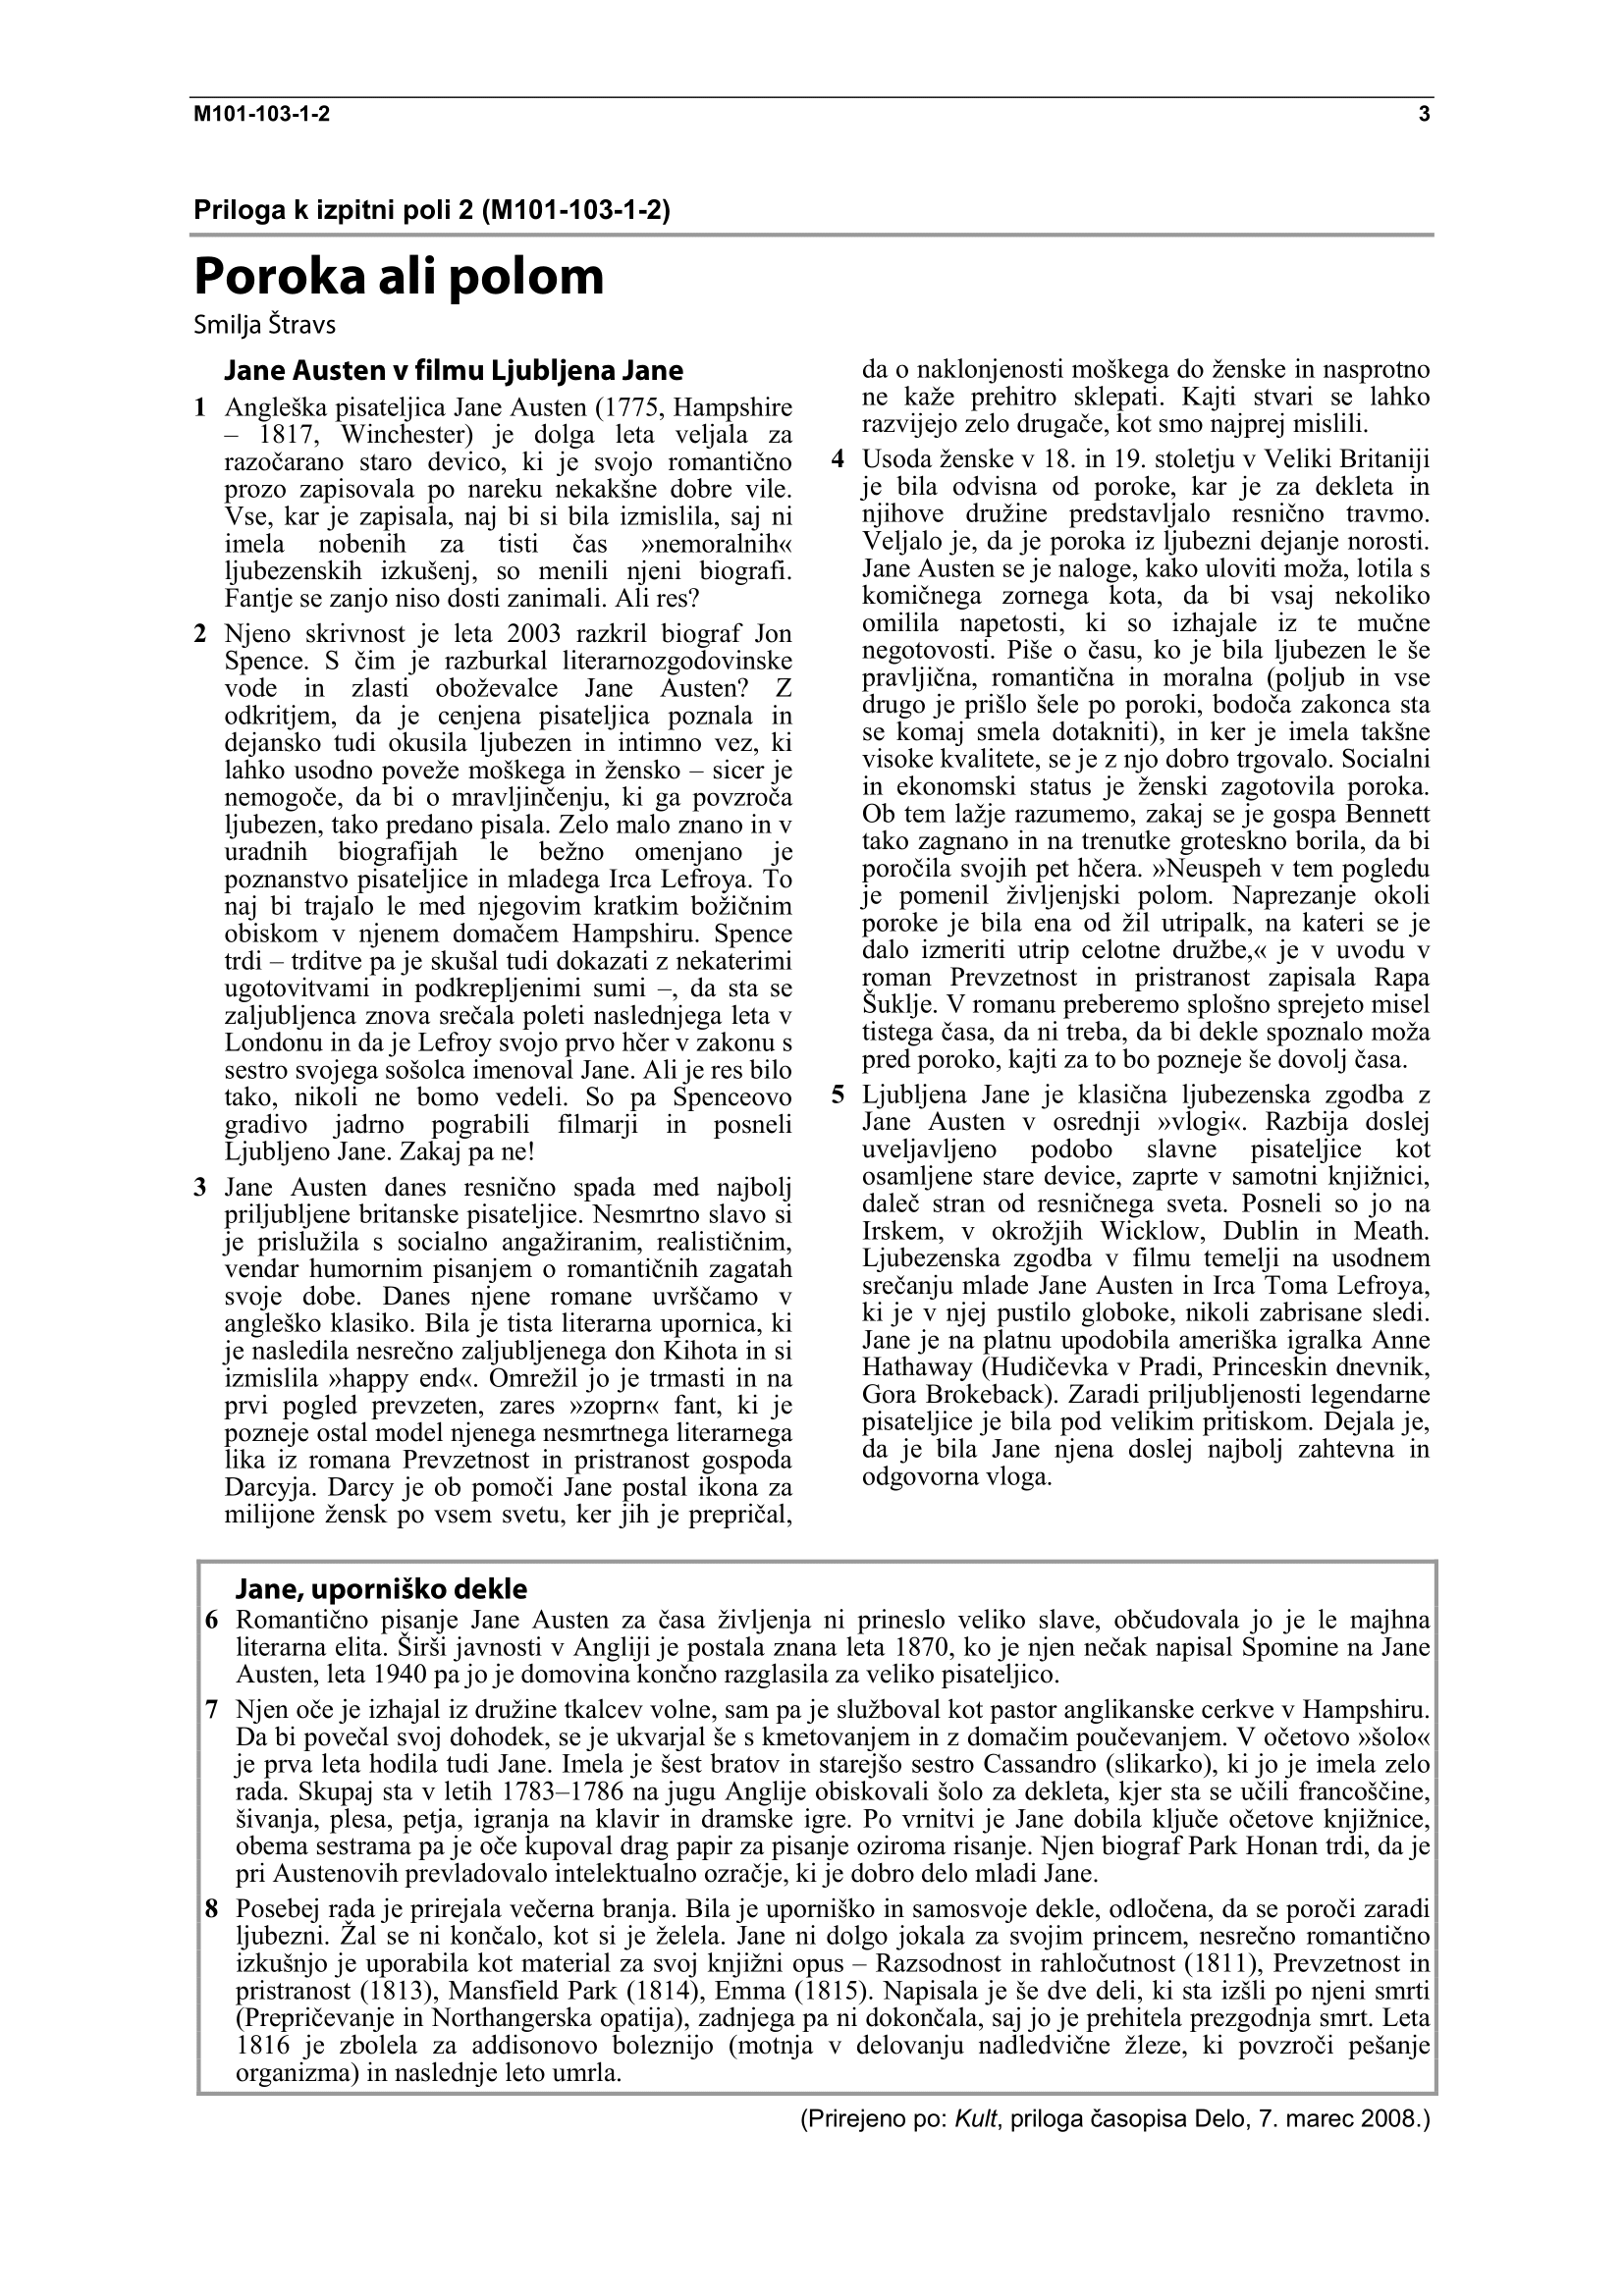 M101-103-1-2 3
Priloga k izpitni poli 2 (M101-103-1-2)
Poroka ali polom
Smilja Štravs
Jane Austen v filmu Ljubljena Jane
1 Angleška pisateljica Jane Austen (1775, Hampshire
– 1817, Winchester) je dolga leta veljala za
razočarano staro devico, ki je svojo romantično
prozo zapisovala po nareku nekakšne dobre vile.
Vse, kar je zapisala, naj bi si bila izmislila, saj ni
imela nobenih za tisti čas »nemoralnih«
ljubezenskih izkušenj, so menili njeni biografi.
Fantje se zanjo niso dosti zanimali. Ali res?
2 Njeno skrivnost je leta 2003 razkril biograf Jon
Spence. S čim je razburkal literarnozgodovinske
vode in zlasti oboževalce Jane Austen? Z
odkritjem, da je cenjena pisateljica poznala in
dejansko tudi okusila ljubezen in intimno vez, ki
lahko usodno poveže moškega in žensko – sicer je
nemogoče, da bi o mravljinčenju, ki ga povzroča
ljubezen, tako predano pisala. Zelo malo znano in v
uradnih biografijah le bežno omenjano je
poznanstvo pisateljice in mladega Irca Lefroya. To
naj bi trajalo le med njegovim kratkim božičnim
obiskom v njenem domačem Hampshiru. Spence
trdi – trditve pa je skušal tudi dokazati z nekaterimi
ugotovitvami in podkrepljenimi sumi –, da sta se
zaljubljenca znova srečala poleti naslednjega leta v
Londonu in da je Lefroy svojo prvo hčer v zakonu s
sestro svojega sošolca imenoval Jane. Ali je res bilo
tako, nikoli ne bomo vedeli. So pa Spenceovo
gradivo jadrno pograbili filmarji in posneli
Ljubljeno Jane. Zakaj pa ne!
3 Jane Austen danes resnično spada med najbolj
priljubljene britanske pisateljice. Nesmrtno slavo si
je prislužila s socialno angažiranim, realističnim,
vendar humornim pisanjem o romantičnih zagatah
svoje dobe. Danes njene romane uvrščamo v
angleško klasiko. Bila je tista literarna upornica, ki
je nasledila nesrečno zaljubljenega don Kihota in si
izmislila »happy end«. Omrežil jo je trmasti in na
prvi pogled prevzeten, zares »zoprn« fant, ki je
pozneje ostal model njenega nesmrtnega literarnega
lika iz romana Prevzetnost in pristranost gospoda
Darcyja. Darcy je ob pomoči Jane postal ikona za
milijone žensk po vsem svetu, ker jih je prepričal,
da o naklonjenosti moškega do ženske in nasprotno
ne kaže prehitro sklepati. Kajti stvari se lahko
razvijejo zelo drugače, kot smo najprej mislili.
4 Usoda ženske v 18. in 19. stoletju v Veliki Britaniji
je bila odvisna od poroke, kar je za dekleta in
njihove družine predstavljalo resnično travmo.
Veljalo je, da je poroka iz ljubezni dejanje norosti.
Jane Austen se je naloge, kako uloviti moža, lotila s
komičnega zornega kota, da bi vsaj nekoliko
omilila napetosti, ki so izhajale iz te mučne
negotovosti. Piše o času, ko je bila ljubezen le še
pravljična, romantična in moralna (poljub in vse
drugo je prišlo šele po poroki, bodoča zakonca sta
se komaj smela dotakniti), in ker je imela takšne
visoke kvalitete, se je z njo dobro trgovalo. Socialni
in ekonomski status je ženski zagotovila poroka.
Ob tem lažje razumemo, zakaj se je gospa Bennett
tako zagnano in na trenutke groteskno borila, da bi
poročila svojih pet hčera. »Neuspeh v tem pogledu
je pomenil življenjski polom. Naprezanje okoli
poroke je bila ena od žil utripalk, na kateri se je
dalo izmeriti utrip celotne družbe,« je v uvodu v
roman Prevzetnost in pristranost zapisala Rapa
Šuklje. V romanu preberemo splošno sprejeto misel
tistega časa, da ni treba, da bi dekle spoznalo moža
pred poroko, kajti za to bo pozneje še dovolj časa.
5 Ljubljena Jane je klasična ljubezenska zgodba z
Jane Austen v osrednji »vlogi«. Razbija doslej
uveljavljeno podobo slavne pisateljice kot
osamljene stare device, zaprte v samotni knjižnici,
daleč stran od resničnega sveta. Posneli so jo na
Irskem, v okrožjih Wicklow, Dublin in Meath.
Ljubezenska zgodba v filmu temelji na usodnem
srečanju mlade Jane Austen in Irca Toma Lefroya,
ki je v njej pustilo globoke, nikoli zabrisane sledi.
Jane je na platnu upodobila ameriška igralka Anne
Hathaway (Hudičevka v Pradi, Princeskin dnevnik,
Gora Brokeback). Zaradi priljubljenosti legendarne
pisateljice je bila pod velikim pritiskom. Dejala je,
da je bila Jane njena doslej najbolj zahtevna in
odgovorna vloga.
Jane, uporniško dekle
6 Romantično pisanje Jane Austen za časa življenja ni prineslo veliko slave, občudovala jo je le majhna
literarna elita. Širši javnosti v Angliji je postala znana leta 1870, ko je njen nečak napisal Spomine na Jane
Austen, leta 1940 pa jo je domovina končno razglasila za veliko pisateljico.
7 Njen oče je izhajal iz družine tkalcev volne, sam pa je služboval kot pastor anglikanske cerkve v Hampshiru.
Da bi povečal svoj dohodek, se je ukvarjal še s kmetovanjem in z domačim poučevanjem. V očetovo »šolo«
je prva leta hodila tudi Jane. Imela je šest bratov in starejšo sestro Cassandro (slikarko), ki jo je imela zelo
rada. Skupaj sta v letih 1783–1786 na jugu Anglije obiskovali šolo za dekleta, kjer sta se učili francoščine,
šivanja, plesa, petja, igranja na klavir in dramske igre. Po vrnitvi je Jane dobila ključe očetove knjižnice,
obema sestrama pa je oče kupoval drag papir za pisanje oziroma risanje. Njen biograf Park Honan trdi, da je
pri Austenovih prevladovalo intelektualno ozračje, ki je dobro delo mladi Jane.
8 Posebej rada je prirejala večerna branja. Bila je uporniško in samosvoje dekle, odločena, da se poroči zaradi
ljubezni. Žal se ni končalo, kot si je želela. Jane ni dolgo jokala za svojim princem, nesrečno romantično
izkušnjo je uporabila kot material za svoj knjižni opus – Razsodnost in rahločutnost (1811), Prevzetnost in
pristranost (1813), Mansfield Park (1814), Emma (1815). Napisala je še dve deli, ki sta izšli po njeni smrti
(Prepričevanje in Northangerska opatija), zadnjega pa ni dokončala, saj jo je prehitela prezgodnja smrt. Leta
1816 je zbolela za addisonovo boleznijo (motnja v delovanju nadledvične žleze, ki povzroči pešanje
organizma) in naslednje leto umrla.
(Prirejeno po: Kult, priloga časopisa Delo, 7. marec 2008.)